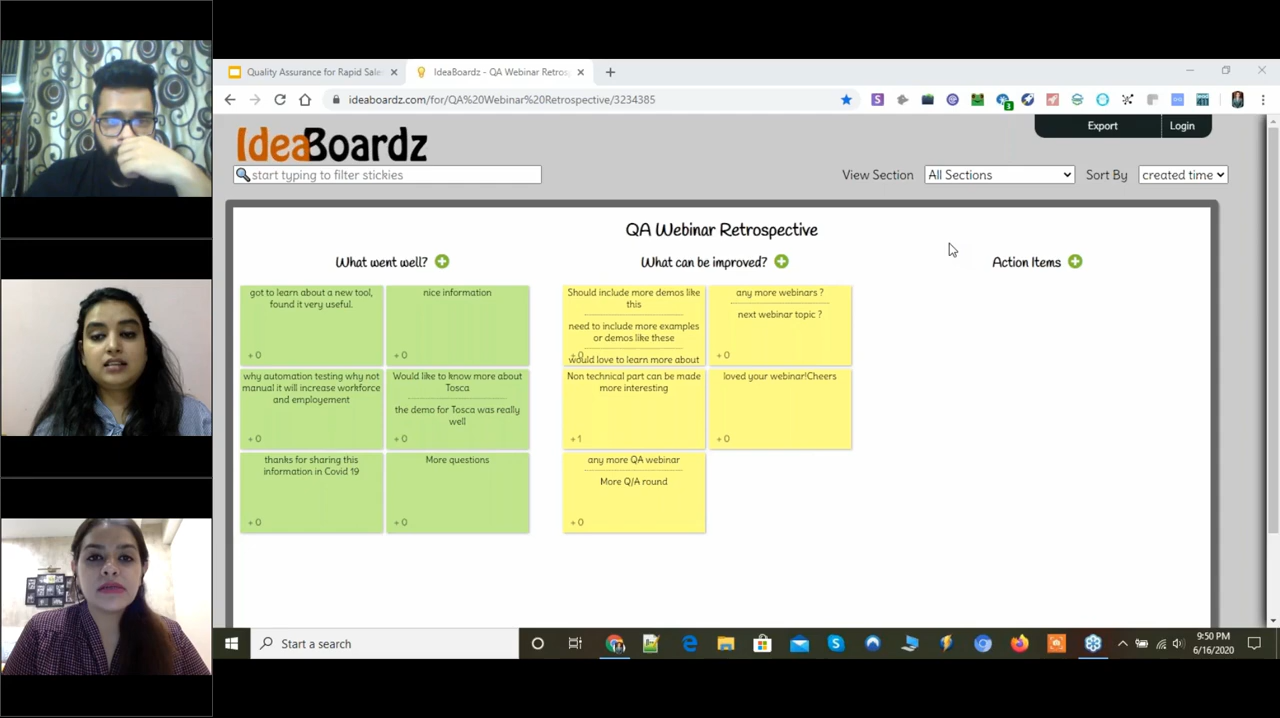 Quality Assurance for Rapid Sale
IdeaBoardz - QA Webinar Retros
ideaboardz.com/for/QA%20Webinar%20Retrospective/3234385
3
Export
Login
IdeaBoardz
start typing to filter stickies
View Section
All Sections
Sort By
created time
QA Webinar Retrospective
What went well?
What can be improved?
Action Items
got to learn about a new tool,
found it very useful.
+0
nice information
+0
Should include more demos like
this
need to include more examples
or demos like these
+0
would love to learn more about
any more webinars ?
next webinar topic ?
+0
why automation testing why not
manual it will increase workforce
and employement
+0
Would like to know more about
Tosca
the demo for Tosca was really
well
+0
Non technical part can be made
more interesting
+1
loved your webinar!Cheers
+0
thanks for sharing this
information in Covid 19
+0
More questions
+0
any more QA webinar
More Q/A round
+0
Start a search
9:50 PM
6/16/2020